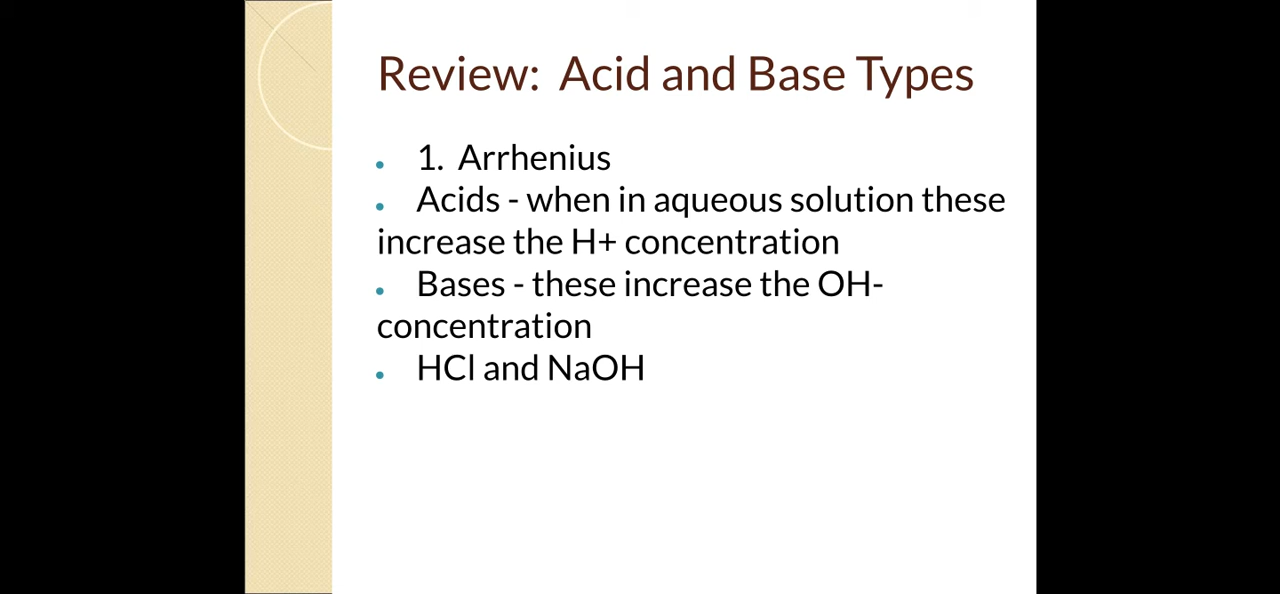 Review:  Acid and Base Types
• 1.  Arrhenius
• Acids - when in aqueous solution these
increase the H+ concentration
• Bases - these increase the OH-
concentration
• HCl and NaOH